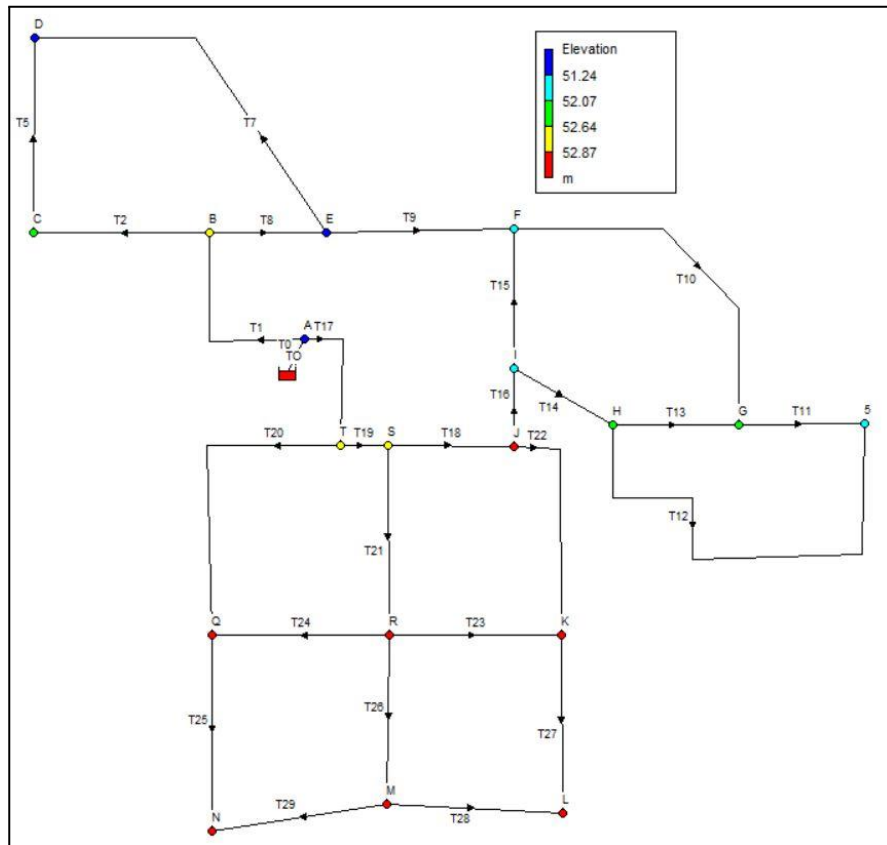 D
Elevation
51.24
52.07
52.64
52.87
m
T5
T7
C
T2
B
T8
E
T9
F
T15
T10
T1
T0
A
T17
TO
I
T16
T14
H
T13
G
T11
5
T20
T
T19
S
T18
J
T22
T12
T21
Q
T24
R
T23
K
T25
T26
T27
N
T29
M
T28
L